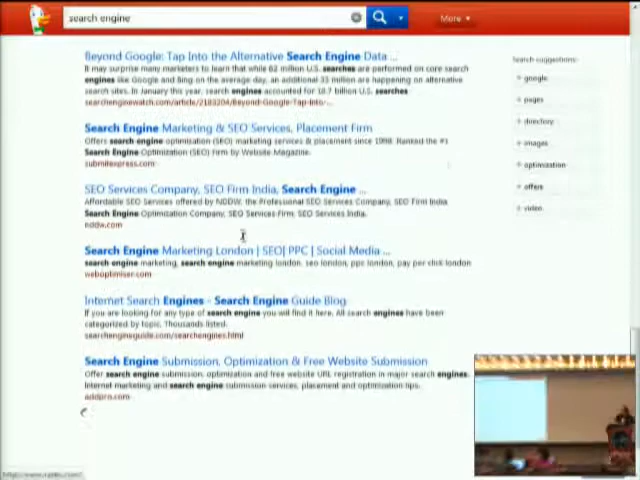 search engine
More
Beyond Google: Tap Into the Alternative Search Engine Data ...
It may surprise many marketers to learn that while 62 million U.S. searches are performed on core search
engines like Google and Bing on the average day, an additional 33 million are happening on alternative
search sites. In January this year, search engines accounted for 18.7 billion U.S. searches
searchenginewatch.com/article/2183204/Beyond-Google-Tap-Into-...
Search Engine Marketing & SEO Services, Placement Firm
Offers search engine optimization (SEO) marketing services & placement since 1998. Ranked the #1
Search Engine Optimization (SEO) Firm by Website Magazine.
submitexpress.com
SEO Services Company, SEO Firm India, Search Engine ...
Affordable SEO Services offered by NDDW, the Professional SEO Services Company, SEO Firm India
Search Engine Optimization Company, SEO Services Firm, SEO Services India.
nddw.com
Search Engine Marketing London | SEO| PPC | Social Media ...
search engine marketing, search engine marketing london, seo london, ppc london, pay per click london
weboptimiser.com
Internet Search Engines - Search Engine Guide Blog
If you are looking for any type of search engine you will find it here. All search engines have been
categorized by topic. Thousands listed.
searchengineguide.com/searchengines.html
Search Engine Submission, Optimization & Free Website Submission
Offer search engine submission, optimization and free website URL registration in major search engines.
Internet marketing and search engine submission services, placement and optimization tips.
addpro.com
Search suggestions:
google
pages
directory
images
optimization
offers
video